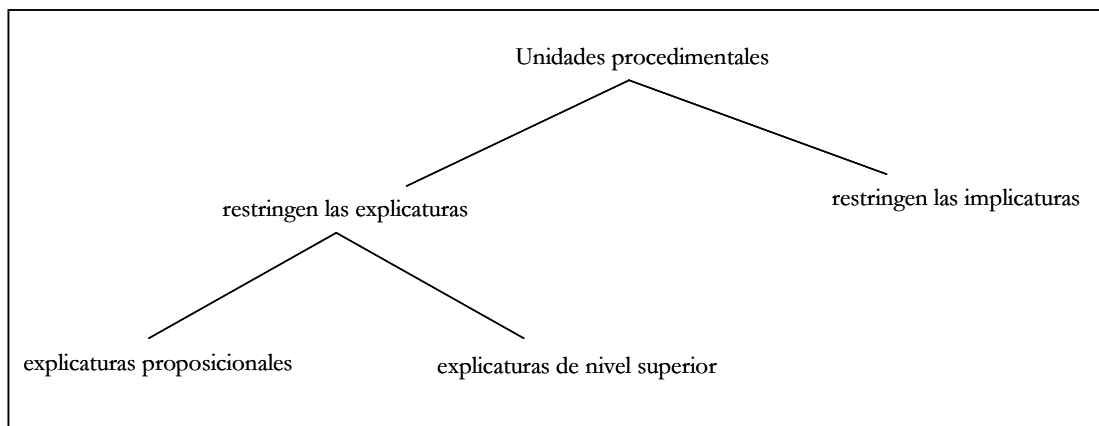 Unidades procedimentales
restringen las explicaturas
restringen las implicaturas
explicaturas proposicionales
explicaturas de nivel superior